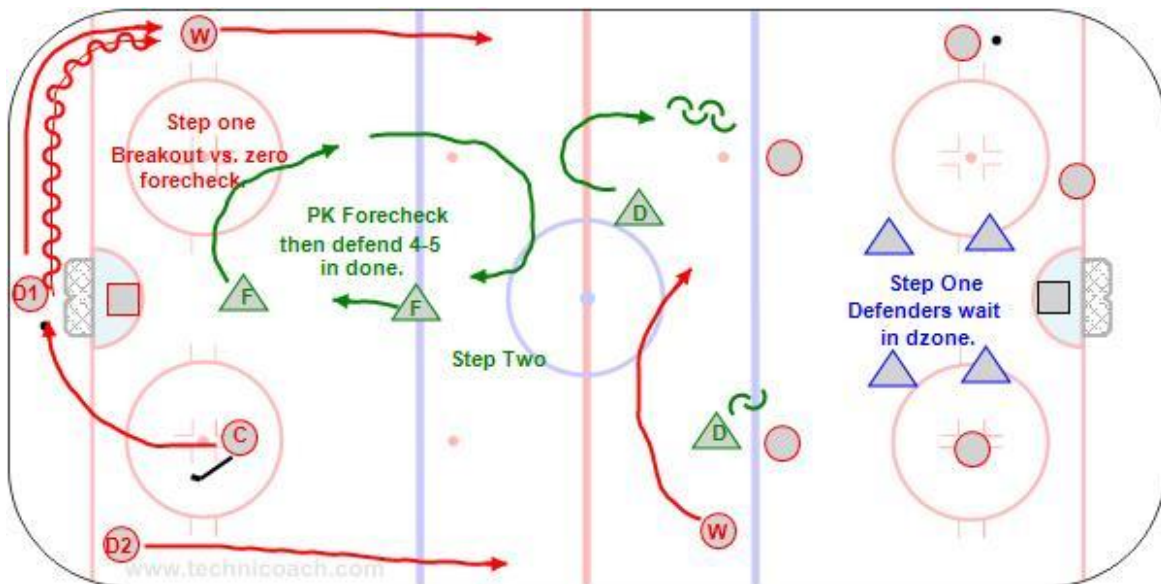 W
Step one
Breakout vs. zero
forecheck.
PK Forecheck
then defend 4-5
in done.
D
D1
F
F
Step One
Defenders wait
in dzone.
Step Two
C
D
D2
W
www.technicoach.com